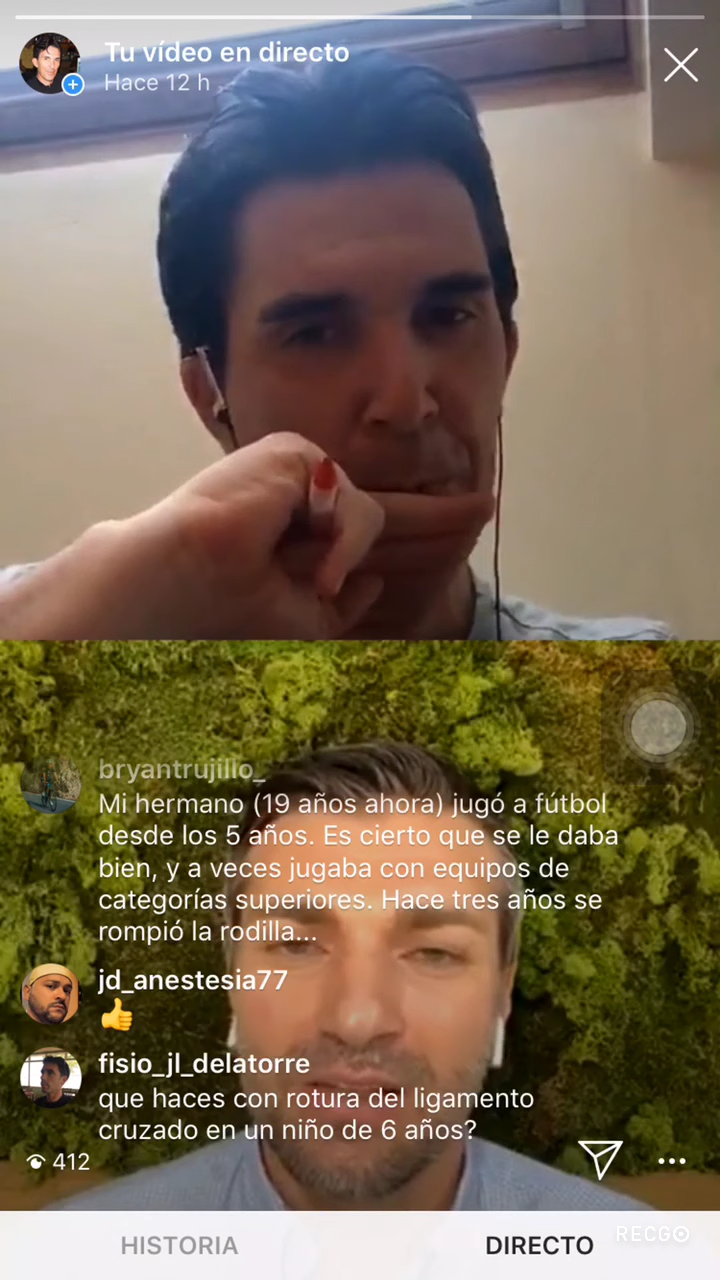 Tu vídeo en directo
Hace 12 h
bryantrujillo_
Mi hermano (19 años ahora) jugó a fútbol
desde los 5 años. Es cierto que se le daba
bien, y a veces jugaba con equipos de
categorías superiores. Hace tres años se
rompió la rodilla...
jd_anestesia77
👍
fisio_jl_delatorre
que haces con rotura del ligamento
cruzado en un niño de 6 años?
412
HISTORIA
DIRECTO
RECGO